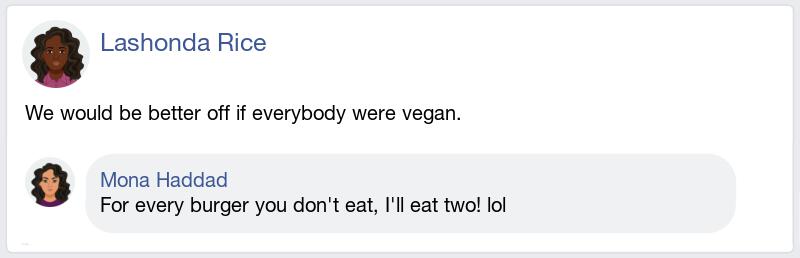 Lashonda Rice
We would be better off if everybody were vegan.
Mona Haddad
For every burger you don't eat, I'll eat two! lol